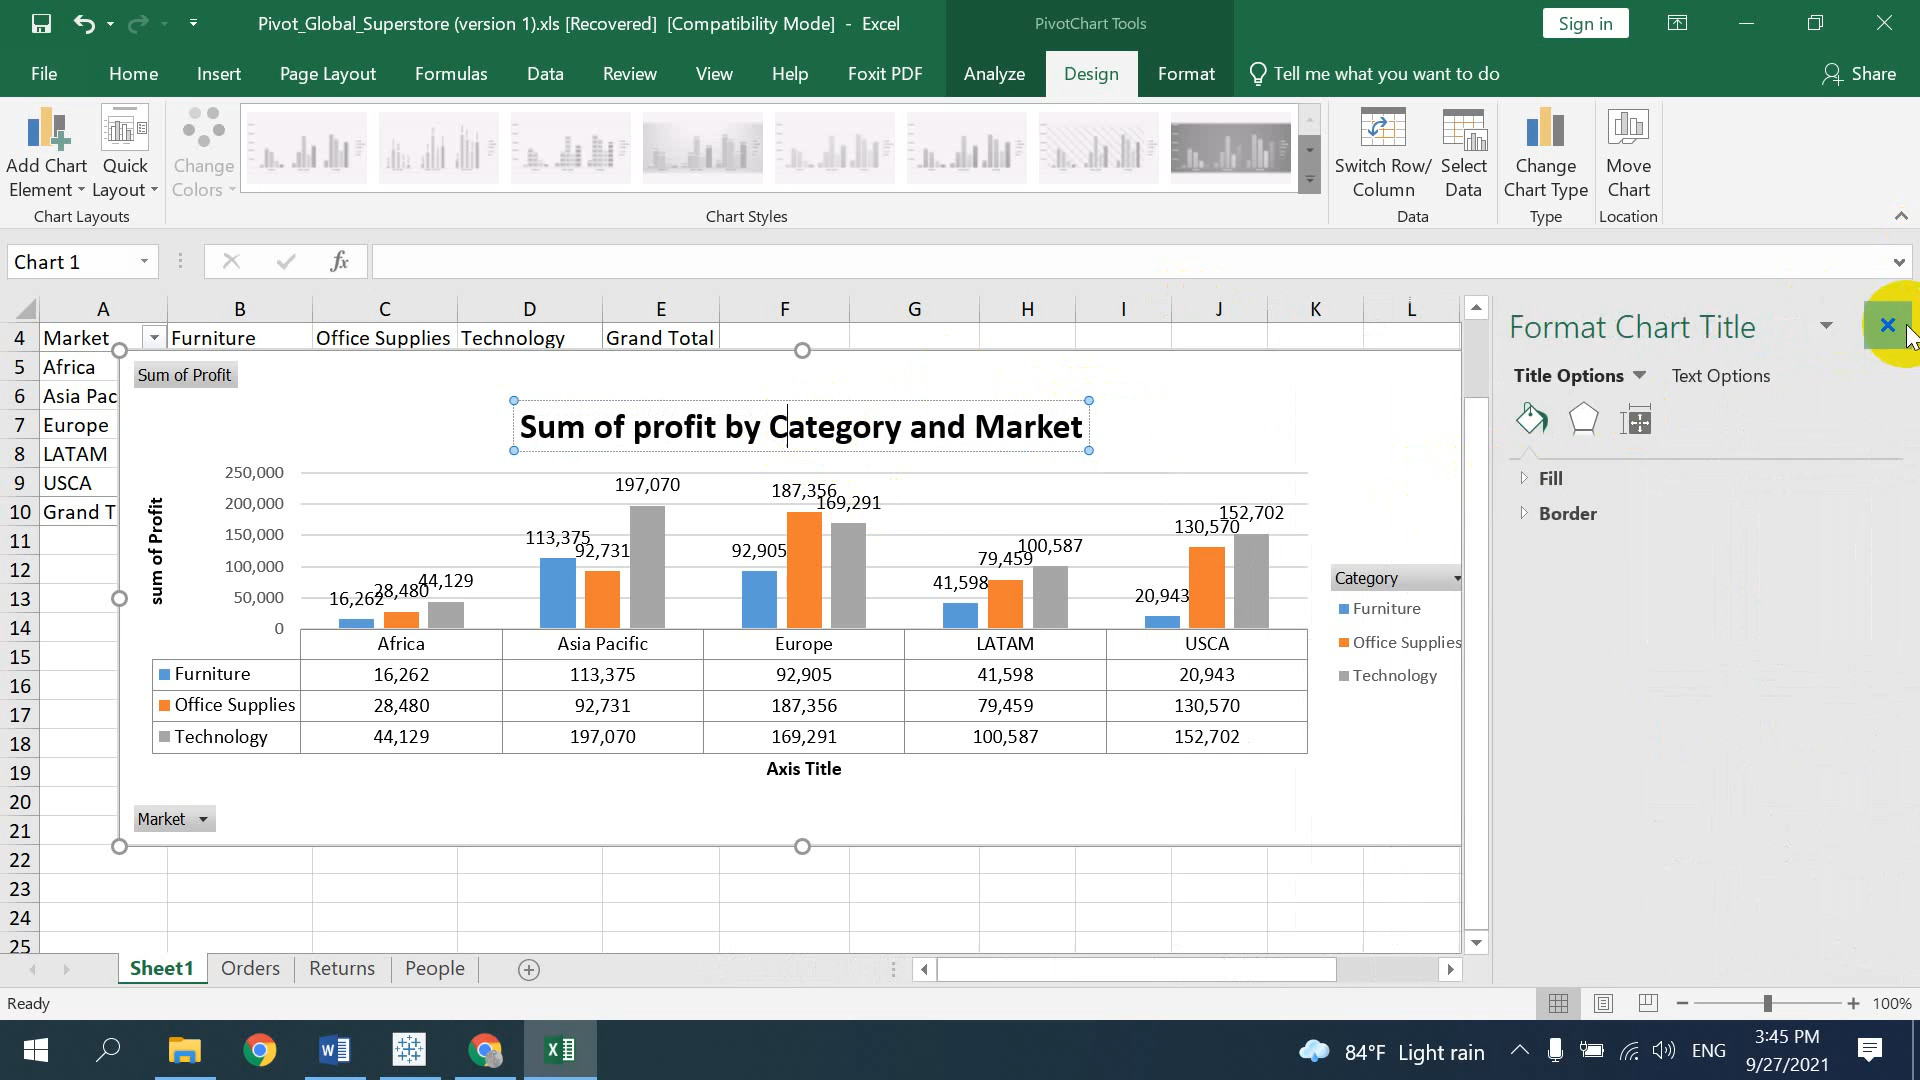 Pivot_Global_Superstore (version 1).xls [Recovered]  [Compatibility Mode]  -  Excel
PivotChart Tools
Sign in
File Home Insert Page Layout Formulas Data Review View Help Foxit PDF Analyze Design Format Tell me what you want to do Share
Add Chart Element
Quick Layout
Change Colors
Switch Row/ Column
Select Data
Change Chart Type
Move Chart
Chart Layouts Chart Styles Data Type Location
Chart 1 fx
A B C D E F G H I J K L
4 Market Furniture Office Supplies Technology Grand Total
5 Africa
6 Asia Pac
7 Europe
8 LATAM
9 USCA
10 Grand T
11
12
13
14
15
16
17
18
19
20
21
22
23
24
25
Sum of Profit
Sum of profit by Category and Market
sum of Profit
250,000
200,000
150,000
100,000
50,000
0
16,262 28,480 44,129
113,375 92,731 197,070
92,905 187,356 169,291
41,598 79,459 100,587
20,943 130,570 152,702
Africa Asia Pacific Europe LATAM USCA
Furniture 16,262 113,375 92,905 41,598 20,943
Office Supplies 28,480 92,731 187,356 79,459 130,570
Technology 44,129 197,070 169,291 100,587 152,702
Axis Title
Market
Category
Furniture
Office Supplies
Technology
Format Chart Title
Title Options Text Options
Fill
Border
Sheet1 Orders Returns People
Ready 100%
84°F Light rain ENG
3:45 PM
9/27/2021